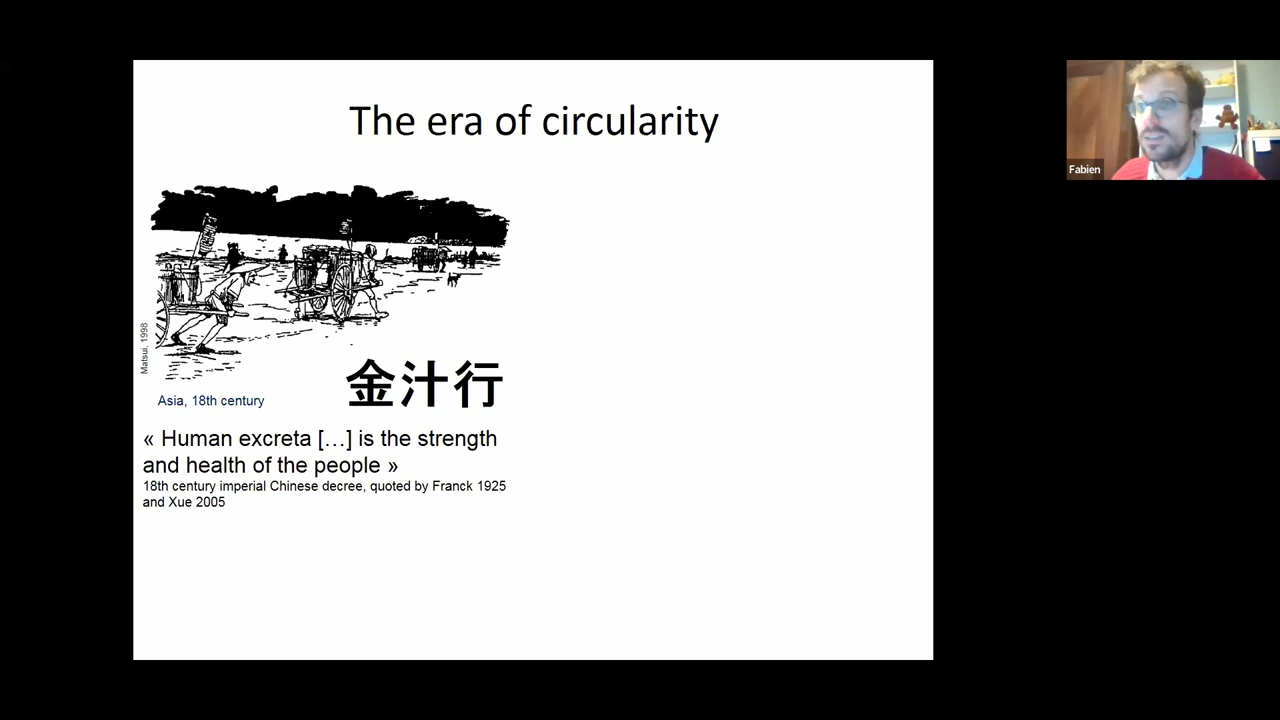 The era of circularity
Fabien
Matsui, 1998
金汁行
Asia, 18th century
« Human excreta […] is the strength
and health of the people »
18th century imperial Chinese decree, quoted by Franck 1925
and Xue 2005